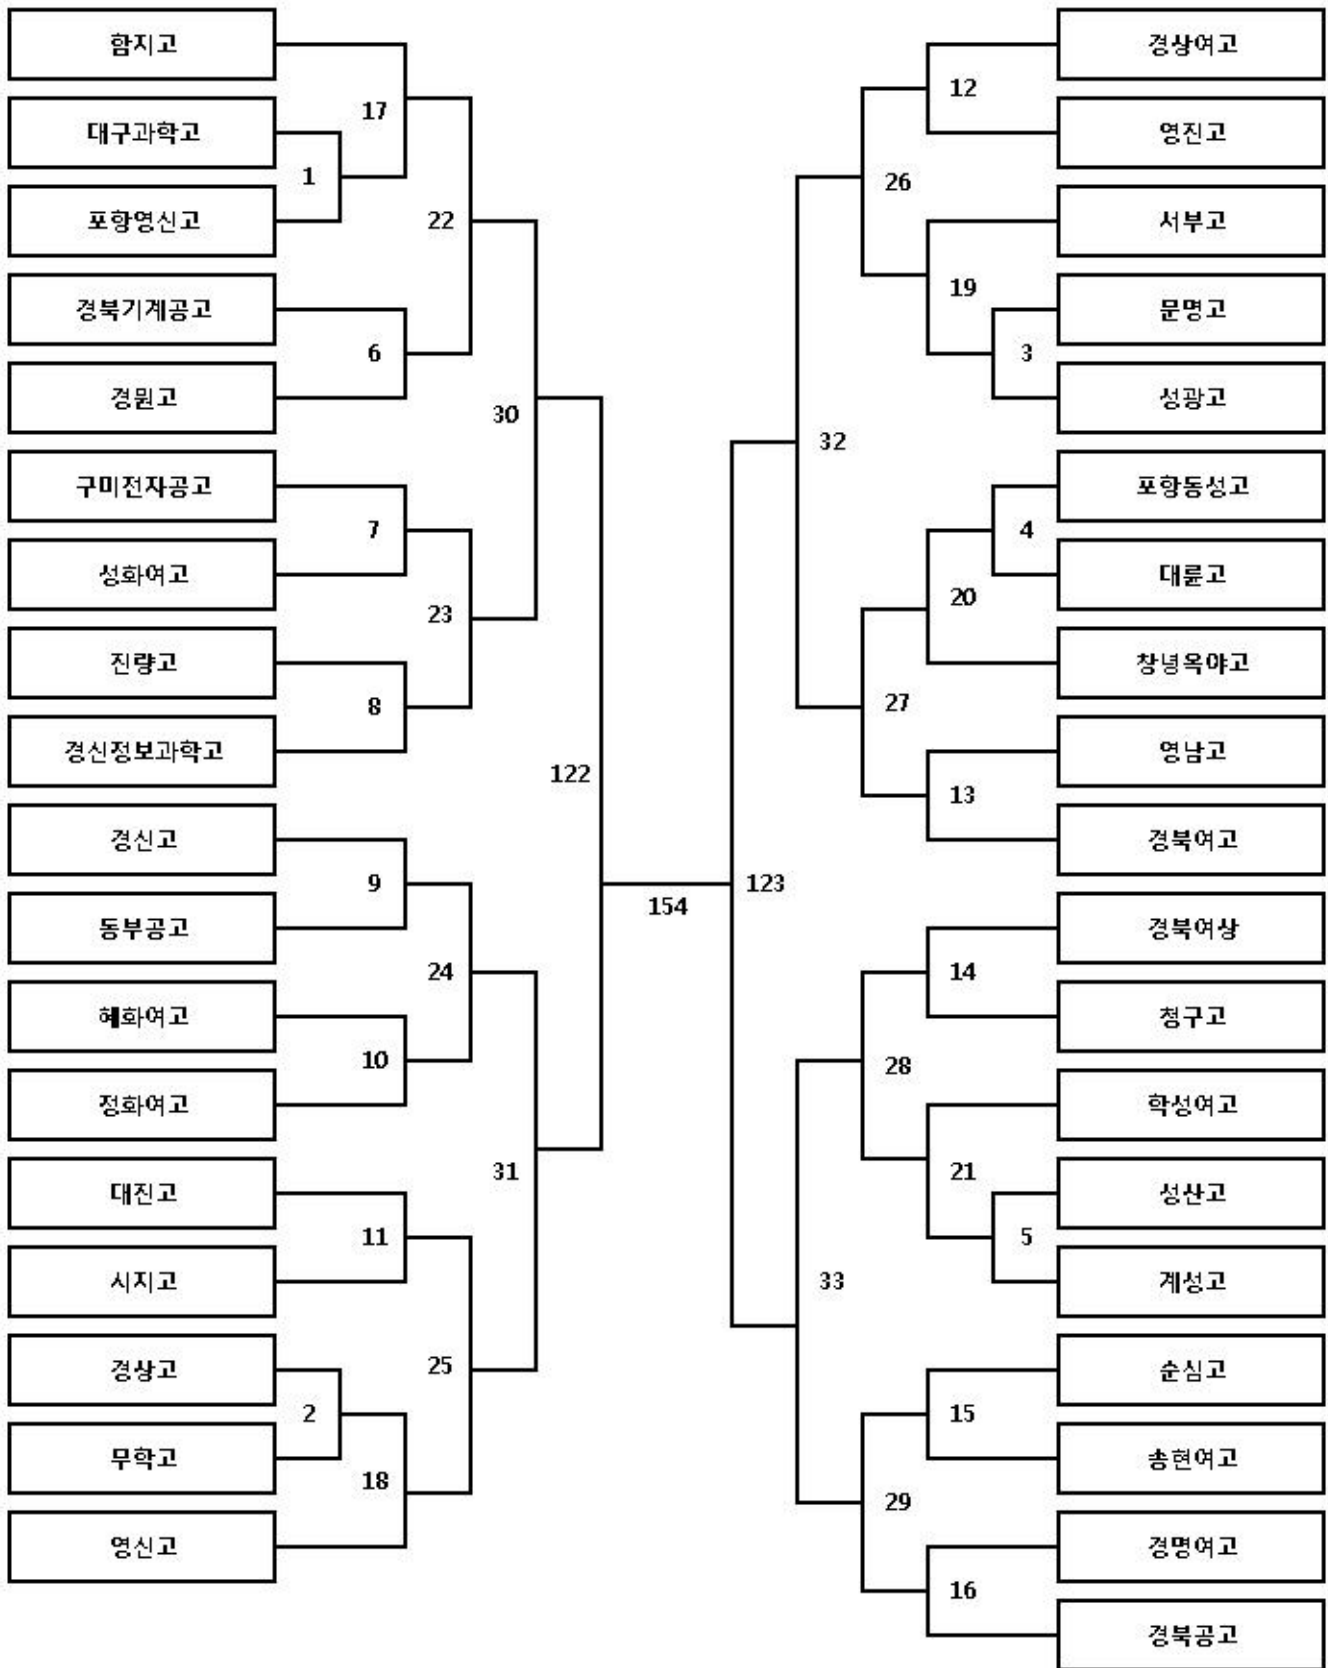 함지고
대구과학고
포항영신고
경북기계공고
경원고
구미전자공고
성화여고
진량고
경신정보과학고
경신고
동부공고
혜화여고
정화여고
대진고
시지고
경상고
무학고
영신고
1
2
17
6
7
8
9
10
11
18
22
23
24
25
30
31
122
154
123
32
33
26
27
28
29
12
19
20
13
14
21
15
16
3
4
5
경상여고
영진고
서부고
문명고
성광고
포항동성고
대륜고
창녕옥야고
영남고
경북여고
경북여상
청구고
학성여고
성산고
계성고
순심고
송현여고
경명여고
경북공고